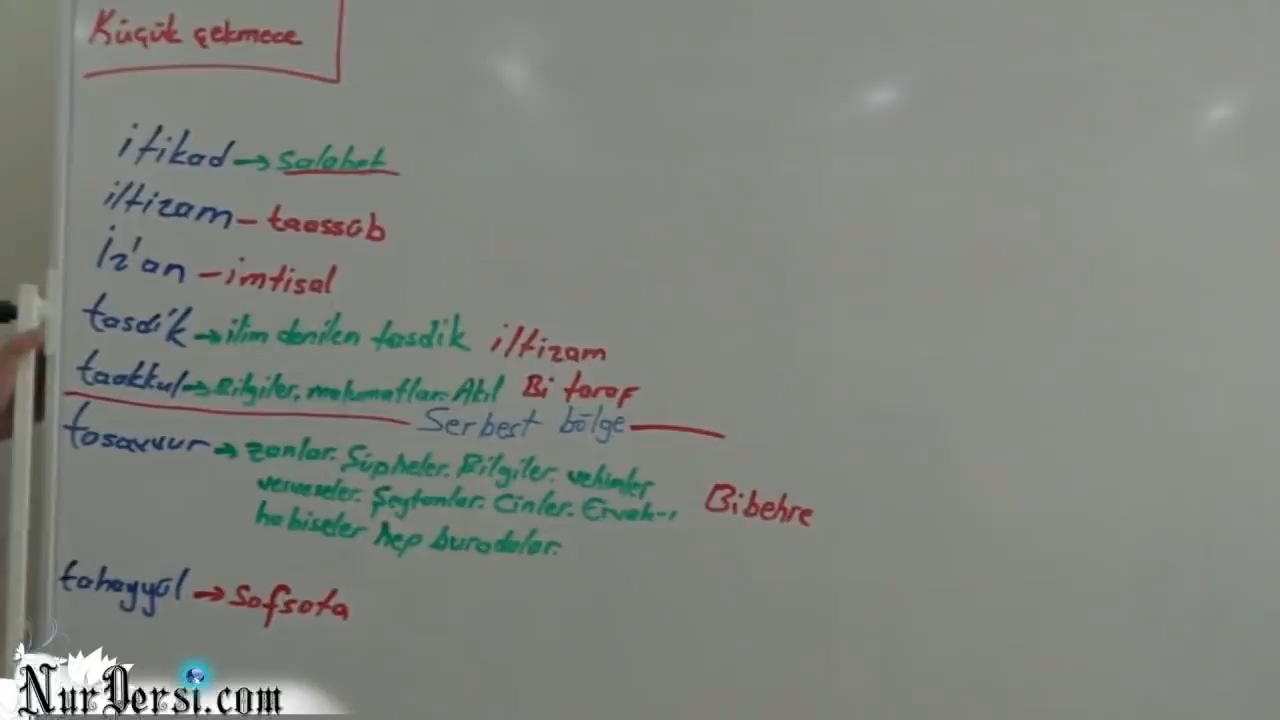 Küçük çekmece
itikad → Salabet
iltizam - taassüb
İz'an - imtisal
tasdik → ilim denilen tasdik iltizam
taakkul → Bilgiler, malumatlar. Akıl Bi taraf
Serbest bölge
tasavvur → zanlar. Şüpheler. Bilgiler. vehimler
vesveseler. Şeytanlar. Cinler. Ervah-ı
habiseler hep buradalar.
Bibehre
tahayyül → Safsata
NurDersi.com